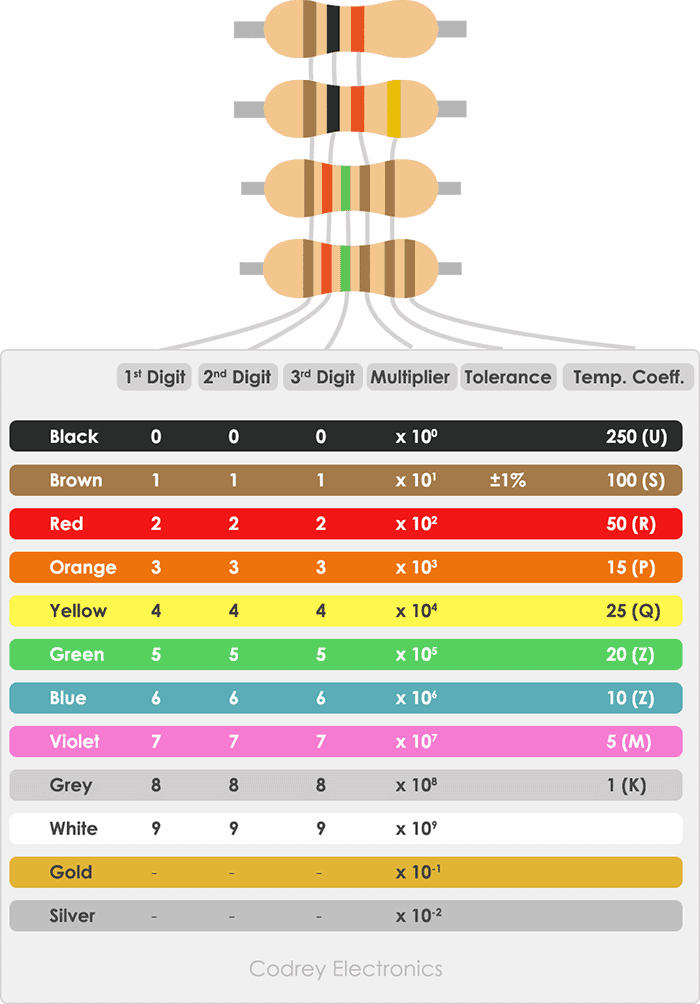 1st Digit 2nd Digit 3rd Digit Multiplier Tolerance Temp. Coeff.
Black 0 0 0 x 10⁰ 250 (U)
Brown 1 1 1 x 10¹ ±1% 100 (S)
Red 2 2 2 x 10² 50 (R)
Orange 3 3 3 x 10³ 15 (P)
Yellow 4 4 4 x 10⁴ 25 (Q)
Green 5 5 5 x 10⁵ 20 (Z)
Blue 6 6 6 x 10⁶ 10 (Z)
Violet 7 7 7 x 10⁷ 5 (M)
Grey 8 8 8 x 10⁸ 1 (K)
White 9 9 9 x 10⁹
Gold - - - x 10⁻¹
Silver - - - x 10⁻²
Codrey Electronics